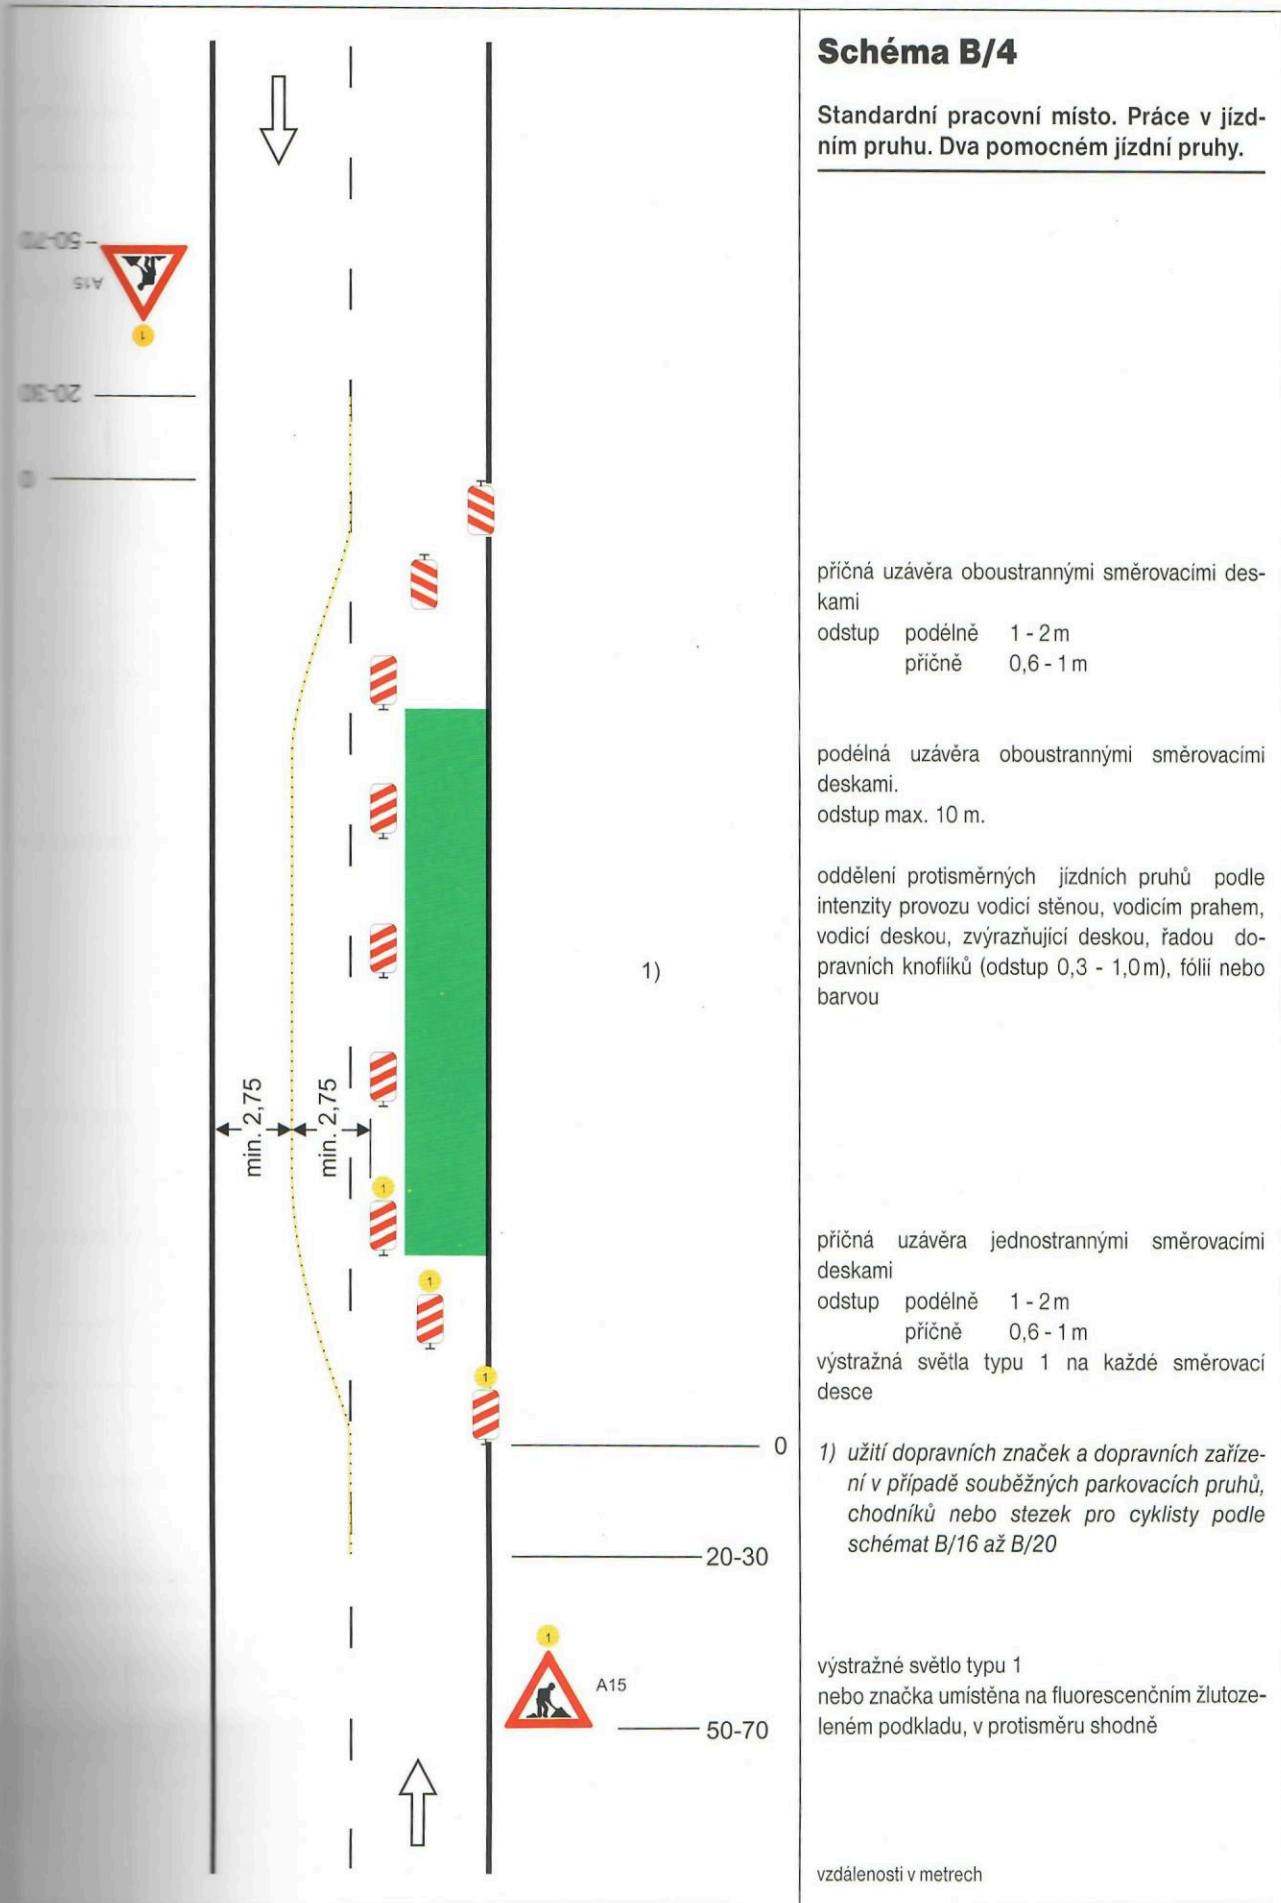 Schéma B/4
Standardní pracovní místo. Práce v jízd-
ním pruhu. Dva pomocném jízdní pruhy.
50-70
A15
1
20-30
0
příčná uzávěra oboustrannými směrovacími des-
kami
odstup podélně 1 - 2 m
příčně 0,6 - 1 m
podélná uzávěra oboustrannými směrovacími
deskami.
odstup max. 10 m.
oddělení protisměrných jízdních pruhů podle
intenzity provozu vodicí stěnou, vodicím prahem,
vodicí deskou, zvýrazňující deskou, řadou do-
pravních knoflíků (odstup 0,3 - 1,0 m), fólií nebo
barvou
1)
min. 2,75
min. 2,75
1
1
1
příčná uzávěra jednostrannými směrovacími
deskami
odstup podélně 1 - 2 m
příčně 0,6 - 1 m
výstražná světla typu 1 na každé směrovací
desce
0
1) užití dopravních značek a dopravních zaříze-
ní v případě souběžných parkovacích pruhů,
chodníků nebo stezek pro cyklisty podle
schémat B/16 až B/20
20-30
1
A15
50-70
výstražné světlo typu 1
nebo značka umístěna na fluorescenčním žlutoze-
leném podkladu, v protisměru shodně
vzdálenosti v metrech